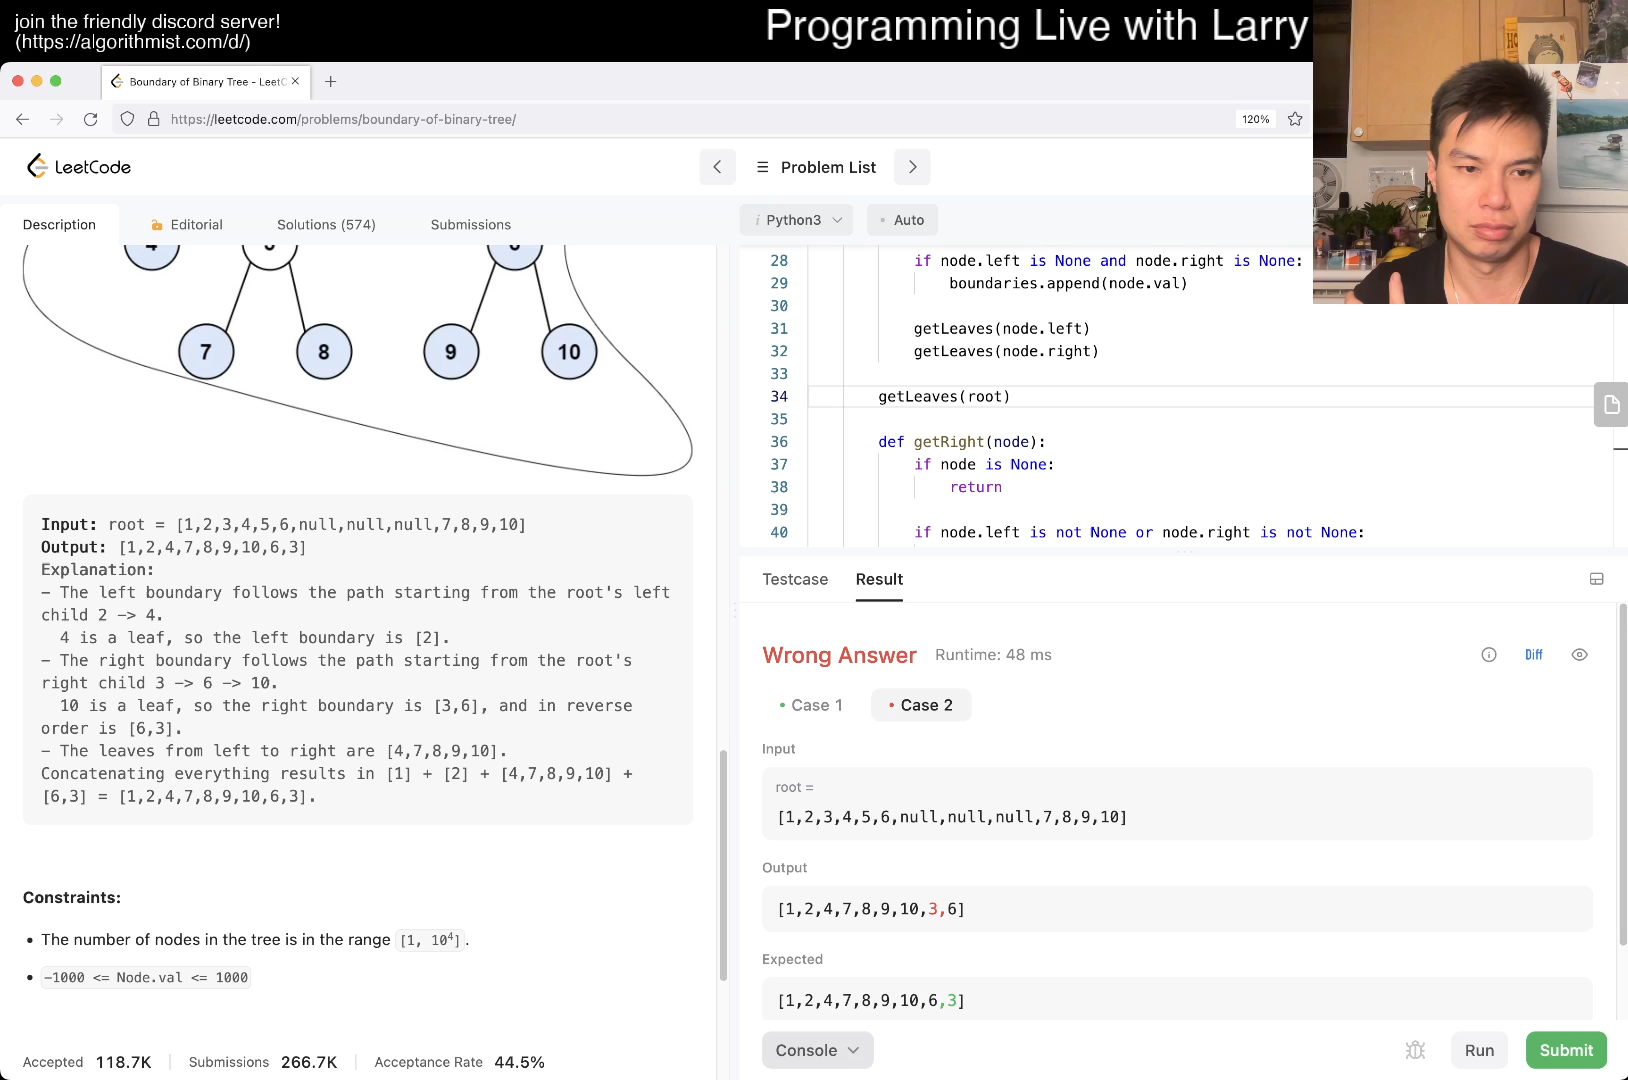 join the friendly discord server!
(https://algorithmist.com/d/)
Programming Live with Larry
Boundary of Binary Tree - LeetC
https://leetcode.com/problems/boundary-of-binary-tree/
120%
LeetCode
Problem List
Description
Editorial
Solutions (574)
Submissions
7
8
9
10
Input: root = [1,2,3,4,5,6,null,null,null,7,8,9,10]
Output: [1,2,4,7,8,9,10,6,3]
Explanation:
- The left boundary follows the path starting from the root's left
child 2 -> 4.
4 is a leaf, so the left boundary is [2].
- The right boundary follows the path starting from the root's
right child 3 -> 6 -> 10.
10 is a leaf, so the right boundary is [3,6], and in reverse
order is [6,3].
- The leaves from left to right are [4,7,8,9,10].
Concatenating everything results in [1] + [2] + [4,7,8,9,10] +
[6,3] = [1,2,4,7,8,9,10,6,3].
Constraints:
• The number of nodes in the tree is in the range [1, 10⁴].
• -1000 <= Node.val <= 1000
Accepted 118.7K
Submissions 266.7K
Acceptance Rate 44.5%
i Python3
• Auto
28 if node.left is None and node.right is None:
29 boundaries.append(node.val)
30
31 getLeaves(node.left)
32 getLeaves(node.right)
33
34 getLeaves(root)
35
36 def getRight(node):
37 if node is None:
38 return
39
40 if node.left is not None or node.right is not None:
Testcase
Result
Wrong Answer
Runtime: 48 ms
Diff
• Case 1
• Case 2
Input
root =
[1,2,3,4,5,6,null,null,null,7,8,9,10]
Output
[1,2,4,7,8,9,10,3,6]
Expected
[1,2,4,7,8,9,10,6,3]
Console
Run
Submit